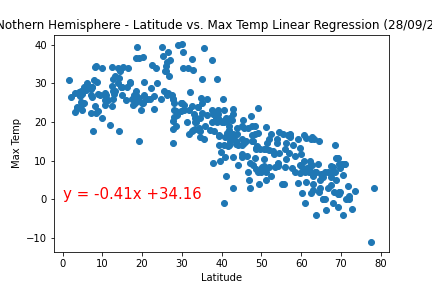 Nothern Hemisphere - Latitude vs. Max Temp Linear Regression (28/09/2
40
30
20
10
0
−10
Max Temp
y = -0.41x +34.16
0 10 20 30 40 50 60 70 80
Latitude